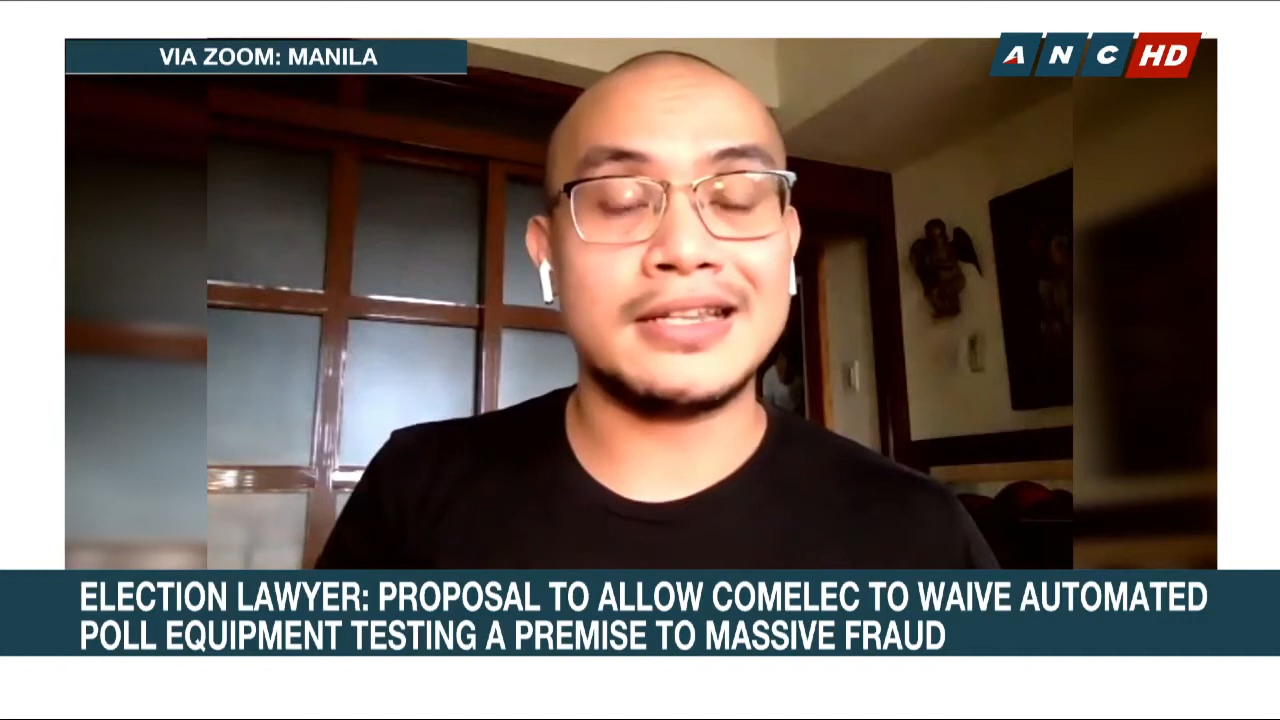 VIA ZOOM: MANILA
ANC HD
ELECTION LAWYER: PROPOSAL TO ALLOW COMELEC TO WAIVE AUTOMATED
POLL EQUIPMENT TESTING A PREMISE TO MASSIVE FRAUD